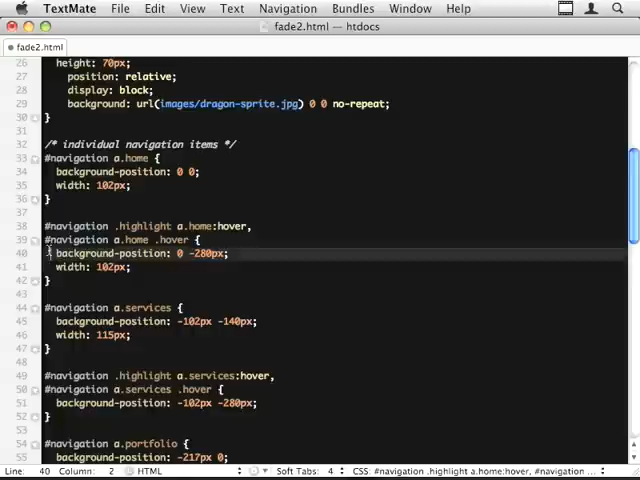 TextMate File Edit View Text Navigation Bundles Window Help
fade2.html — htdocs
fade2.html
26 height: 70px;
27 position: relative;
28 display: block;
29 background: url(images/dragon-sprite.jpg) 0 0 no-repeat;
30 }
31
32 /* individual navigation items */
33 #navigation a.home {
34 background-position: 0 0;
35 width: 102px;
36 }
37
38 #navigation .highlight a.home:hover,
39 #navigation a.home .hover {
40 background-position: 0 -280px;
41 width: 102px;
42 }
43
44 #navigation a.services {
45 background-position: -102px -140px;
46 width: 115px;
47 }
48
49 #navigation .highlight a.services:hover,
50 #navigation a.services .hover {
51 background-position: -102px -280px;
52 }
53
54 #navigation a.portfolio {
55 background-position: -217px 0;
Line: 40 Column: 2 HTML Soft Tabs: 4 CSS: #navigation .highlight a.home:hover, #navigation ...